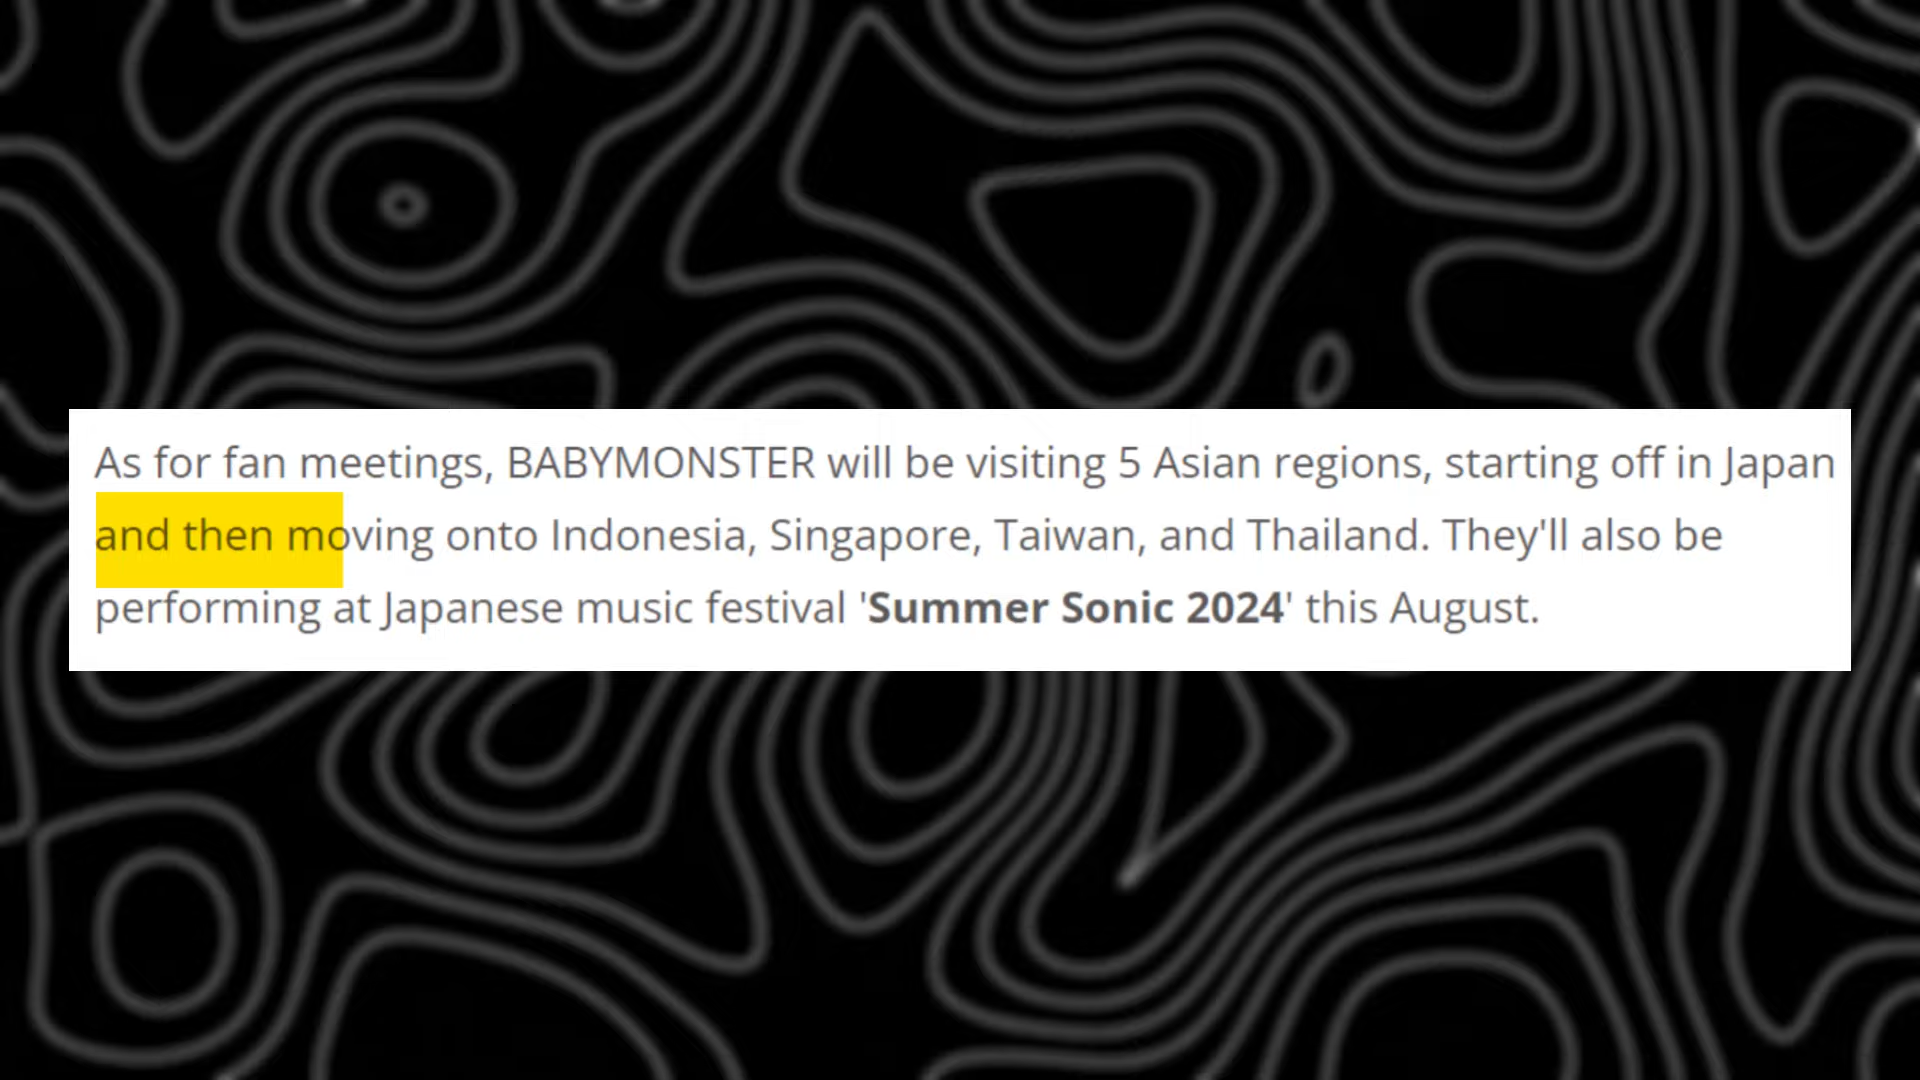 As for fan meetings, BABYMONSTER will be visiting 5 Asian regions, starting off in Japan
and then moving onto Indonesia, Singapore, Taiwan, and Thailand. They'll also be
performing at Japanese music festival 'Summer Sonic 2024' this August.